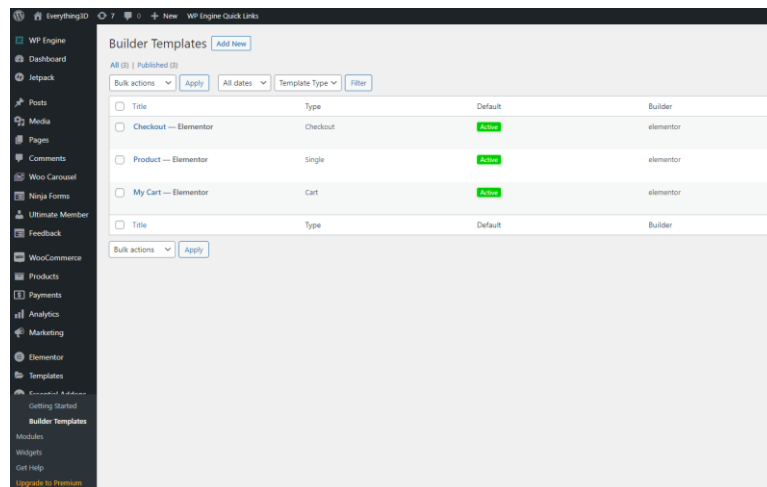 Everything3D 7 0 New WP Engine Quick Links
WP Engine
Dashboard
Jetpack
Posts
Media
Pages
Comments
Woo Carousel
Ninja Forms
Ultimate Member
Feedback
WooCommerce
Products
Payments
Analytics
Marketing
Elementor
Templates
Essential Addons
Getting Started
Builder Templates
Modules
Widgets
Get Help
Upgrade to Premium
Builder Templates Add New
All (3) | Published (3)
Bulk actions Apply All dates Template Type Filter
Title Type Default Builder
Checkout — Elementor Checkout Active elementor
Product — Elementor Single Active elementor
My Cart — Elementor Cart Active elementor
Title Type Default Builder
Bulk actions Apply